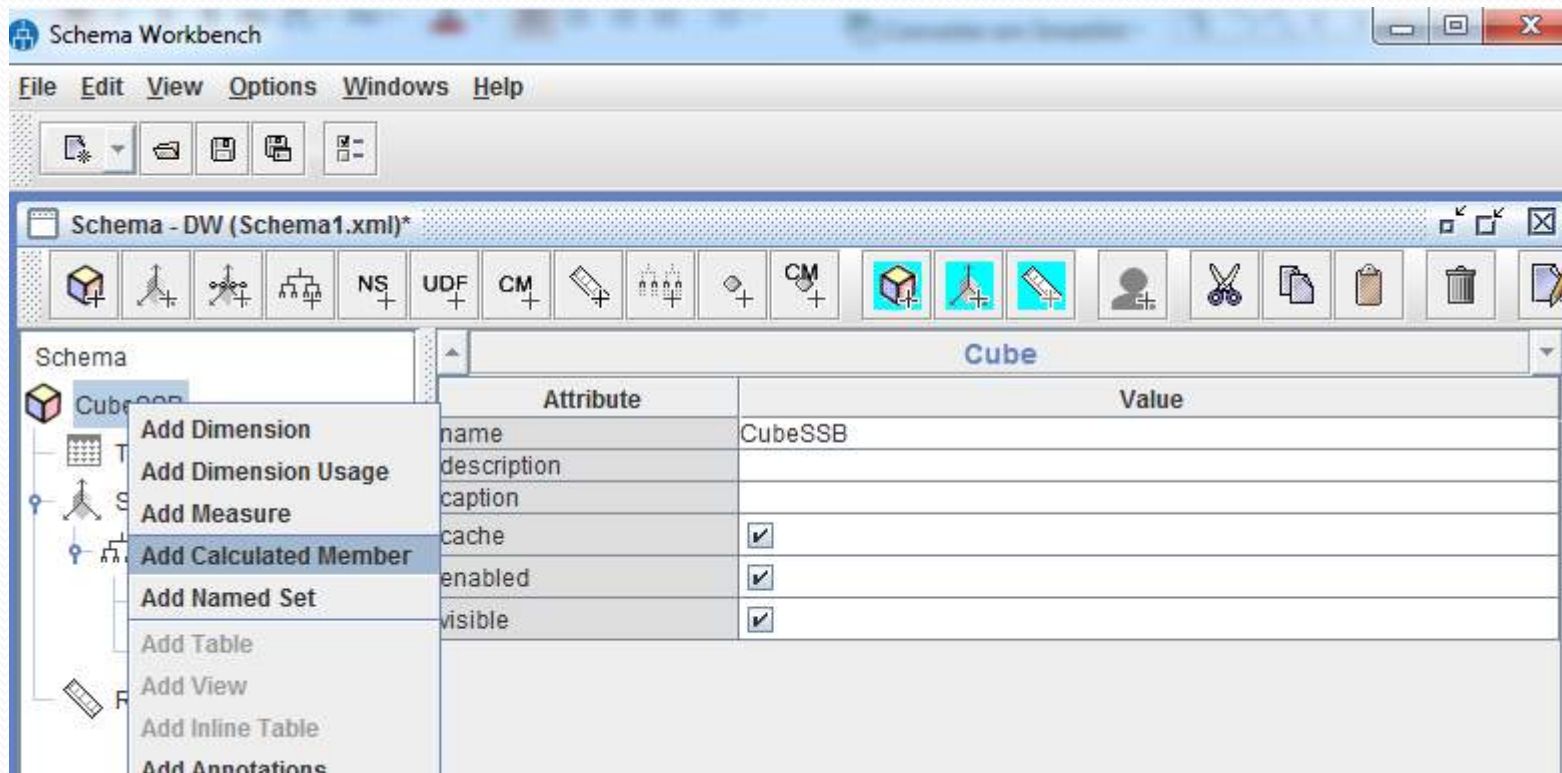 Schema Workbench
File Edit View Options Windows Help
Schema - DW (Schema1.xml)*
NS UDF CM CM
Schema
Cube
CubeSSB
Attribute Value
name CubeSSB
description
caption
cache
enabled
visible
T
S
R
Add Dimension
Add Dimension Usage
Add Measure
Add Calculated Member
Add Named Set
Add Table
Add View
Add Inline Table
Add Annotations